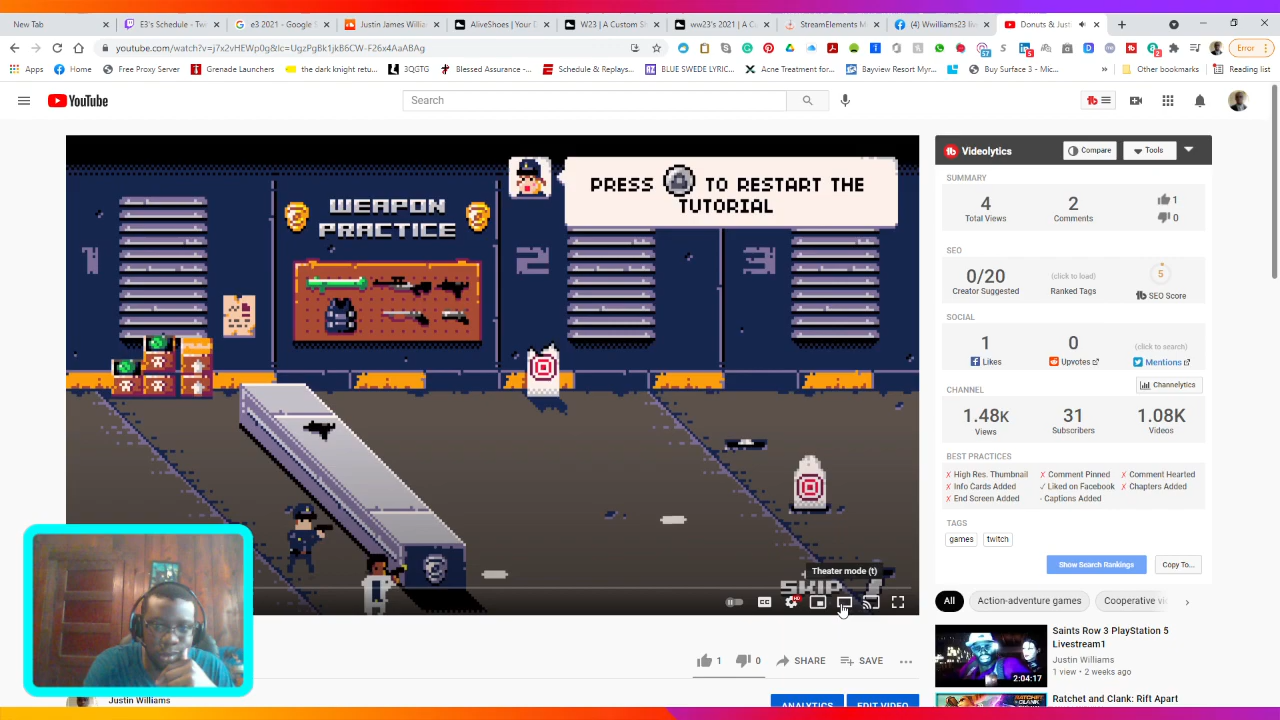 E3's Schedule - Tw
e3 2021 - Google S
Justin James Willia
AliveShoes | Your D
W23 | A Custom Sh
ww23's 2021 | A C
StreamElements M
(4) Wwilliams23 live
Donuts & Just
New Tab
youtube.com/watch?v=j7x2vHEWp0g&lc=UgzPgBk1jkB6CW-F26x4AaABAg
Error
Apps
Home
Free Proxy Server
Grenade Launchers
the dark knight retu...
3QGTG
Blessed Assurance -...
Schedule & Replays...
BLUE SWEDE LYRIC...
Acne Treatment for...
Bayview Resort Myr...
Buy Surface 3 - Mic...
»
Other bookmarks
Reading list
YouTube
Search
PRESS TO RESTART THE
TUTORIAL
WEAPON
PRACTICE
1
2
3
SKIP
Theater mode (t)
CC
HD
1
0
SHARE
SAVE
Justin Williams
ANALYTICS
EDIT VIDEO
Videolytics
Compare
Tools
SUMMARY
4
Total Views
2
Comments
1
0
SEO
0/20
Creator Suggested
(click to load)
Ranked Tags
5
SEO Score
SOCIAL
1
Likes
0
Upvotes
(click to search)
Mentions
CHANNEL
Channelytics
1.48K
Views
31
Subscribers
1.08K
Videos
BEST PRACTICES
✗ High Res. Thumbnail
✗ Comment Pinned
✗ Comment Hearted
✗ Info Cards Added
✓ Liked on Facebook
✗ Chapters Added
✗ End Screen Added
- Captions Added
TAGS
games
twitch
Show Search Rankings
Copy To...
All
Action-adventure games
Cooperative vi
Saints Row 3 PlayStation 5
Livestream1
Justin Williams
1 view • 2 weeks ago
2:04:17
Ratchet and Clank: Rift Apart